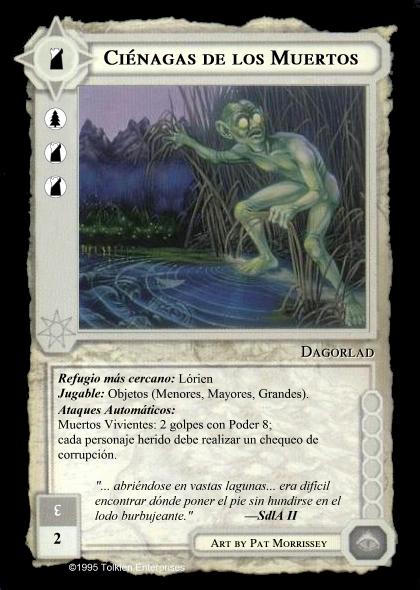 CIÉNAGAS DE LOS MUERTOS
DAGORLAD
Refugio más cercano: Lórien
Jugable: Objetos (Menores, Mayores, Grandes).
Ataques Automáticos:
Muertos Vivientes: 2 golpes con Poder 8;
cada personaje herido debe realizar un chequeo de
corrupción.
"... abriéndose en vastas lagunas... era difícil
encontrar dónde poner el pie sin hundirse en el
lodo burbujeante." —SdlA II
ε
2
ART BY PAT MORRISSEY
©1995 Tolkien Enterprises